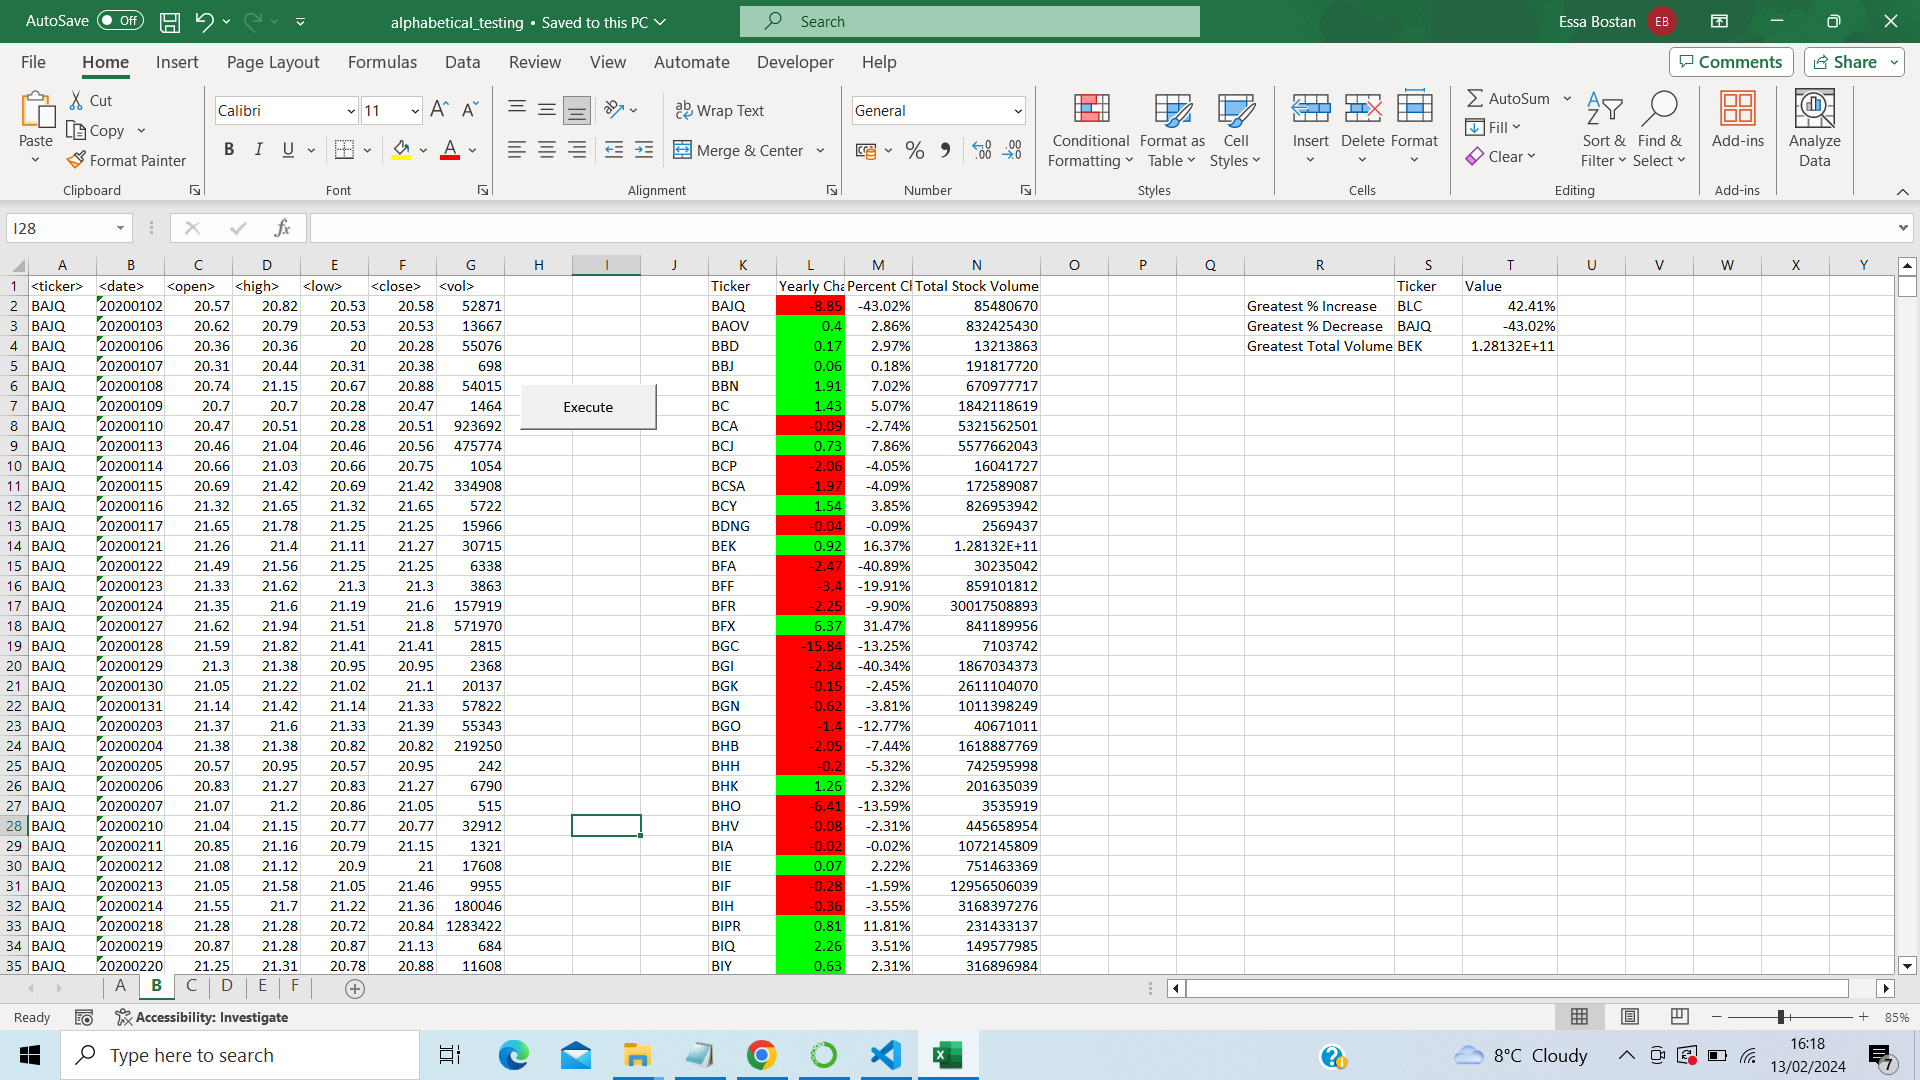 AutoSave Off alphabetical_testing • Saved to this PC Search Essa Bostan EB
File Home Insert Page Layout Formulas Data Review View Automate Developer Help Comments Share
Paste Cut Copy Format Painter Clipboard
Calibri 11 B I U A Font
ab Wrap Text Merge & Center Alignment
General % Number
Conditional Formatting Format as Table Cell Styles Styles
Insert Delete Format Cells
AutoSum Fill Clear Sort & Filter Find & Select Editing
Add-ins Add-ins
Analyze Data
I28 fx
A B C D E F G H I J K L M N O P Q R S T U V W X Y
1 <ticker> <date> <open> <high> <low> <close> <vol> Ticker Yearly Cha Percent Cl Total Stock Volume Ticker Value
2 BAJQ 20200102 20.57 20.82 20.53 20.58 52871 BAJQ -8.85 -43.02% 85480670 Greatest % Increase BLC 42.41%
3 BAJQ 20200103 20.62 20.79 20.53 20.53 13667 BAOV 0.4 2.86% 832425430 Greatest % Decrease BAJQ -43.02%
4 BAJQ 20200106 20.36 20.36 20 20.28 55076 BBD 0.17 2.97% 13213863 Greatest Total Volume BEK 1.28132E+11
5 BAJQ 20200107 20.31 20.44 20.31 20.38 698 BBJ 0.06 0.18% 191817720
6 BAJQ 20200108 20.74 21.15 20.67 20.88 54015 BBN 1.91 7.02% 670977717
7 BAJQ 20200109 20.7 20.7 20.28 20.47 1464 Execute BC 1.43 5.07% 1842118619
8 BAJQ 20200110 20.47 20.51 20.28 20.51 923692 BCA -0.09 -2.74% 5321562501
9 BAJQ 20200113 20.46 21.04 20.46 20.56 475774 BCJ 0.73 7.86% 5577662043
10 BAJQ 20200114 20.66 21.03 20.66 20.75 1054 BCP -2.06 -4.05% 16041727
11 BAJQ 20200115 20.69 21.42 20.69 21.42 334908 BCSA -1.97 -4.09% 172589087
12 BAJQ 20200116 21.32 21.65 21.32 21.65 5722 BCY 1.54 3.85% 826953942
13 BAJQ 20200117 21.65 21.78 21.25 21.25 15966 BDNG -0.04 -0.09% 2569437
14 BAJQ 20200121 21.26 21.4 21.11 21.27 30715 BEK 0.92 16.37% 1.28132E+11
15 BAJQ 20200122 21.49 21.56 21.25 21.25 6338 BFA -2.47 -40.89% 30235042
16 BAJQ 20200123 21.33 21.62 21.3 21.3 3863 BFF -3.4 -19.91% 859101812
17 BAJQ 20200124 21.35 21.6 21.19 21.6 157919 BFR -2.25 -9.90% 30017508893
18 BAJQ 20200127 21.62 21.94 21.51 21.8 571970 BFX 6.37 31.47% 841189956
19 BAJQ 20200128 21.59 21.82 21.41 21.41 2815 BGC -15.84 -13.25% 7103742
20 BAJQ 20200129 21.3 21.38 20.95 20.95 2368 BGI -2.34 -40.34% 1867034373
21 BAJQ 20200130 21.05 21.22 21.02 21.1 20137 BGK -0.15 -2.45% 2611104070
22 BAJQ 20200131 21.14 21.42 21.14 21.33 57822 BGN -0.62 -3.81% 1011398249
23 BAJQ 20200203 21.37 21.6 21.33 21.39 55343 BGO -1.4 -12.77% 40671011
24 BAJQ 20200204 21.38 21.38 20.82 20.82 219250 BHB -2.05 -7.44% 1618887769
25 BAJQ 20200205 20.57 20.95 20.57 20.95 242 BHH -0.2 -5.32% 742595998
26 BAJQ 20200206 20.83 21.27 20.83 21.27 6790 BHK 1.26 2.32% 201635039
27 BAJQ 20200207 21.07 21.2 20.86 21.05 515 BHO -6.41 -13.59% 3535919
28 BAJQ 20200210 21.04 21.15 20.77 20.77 32912 BHV -0.08 -2.31% 445658954
29 BAJQ 20200211 20.85 21.16 20.79 21.15 1321 BIA -0.02 -0.02% 1072145809
30 BAJQ 20200212 21.08 21.12 20.9 21 17608 BIE 0.07 2.22% 751463369
31 BAJQ 20200213 21.05 21.58 21.05 21.46 9955 BIF -0.28 -1.59% 12956506039
32 BAJQ 20200214 21.55 21.7 21.22 21.36 180046 BIH -0.36 -3.55% 3168397276
33 BAJQ 20200218 21.28 21.28 20.72 20.84 1283422 BIPR 0.81 11.81% 231433137
34 BAJQ 20200219 20.87 21.28 20.87 21.13 684 BIQ 2.26 3.51% 149577985
35 BAJQ 20200220 21.25 21.31 20.78 20.88 11608 BIY 0.63 2.31% 316896984
A B C D E F
Ready Accessibility: Investigate 85%
Type here to search 8°C Cloudy 16:18
13/02/2024 7